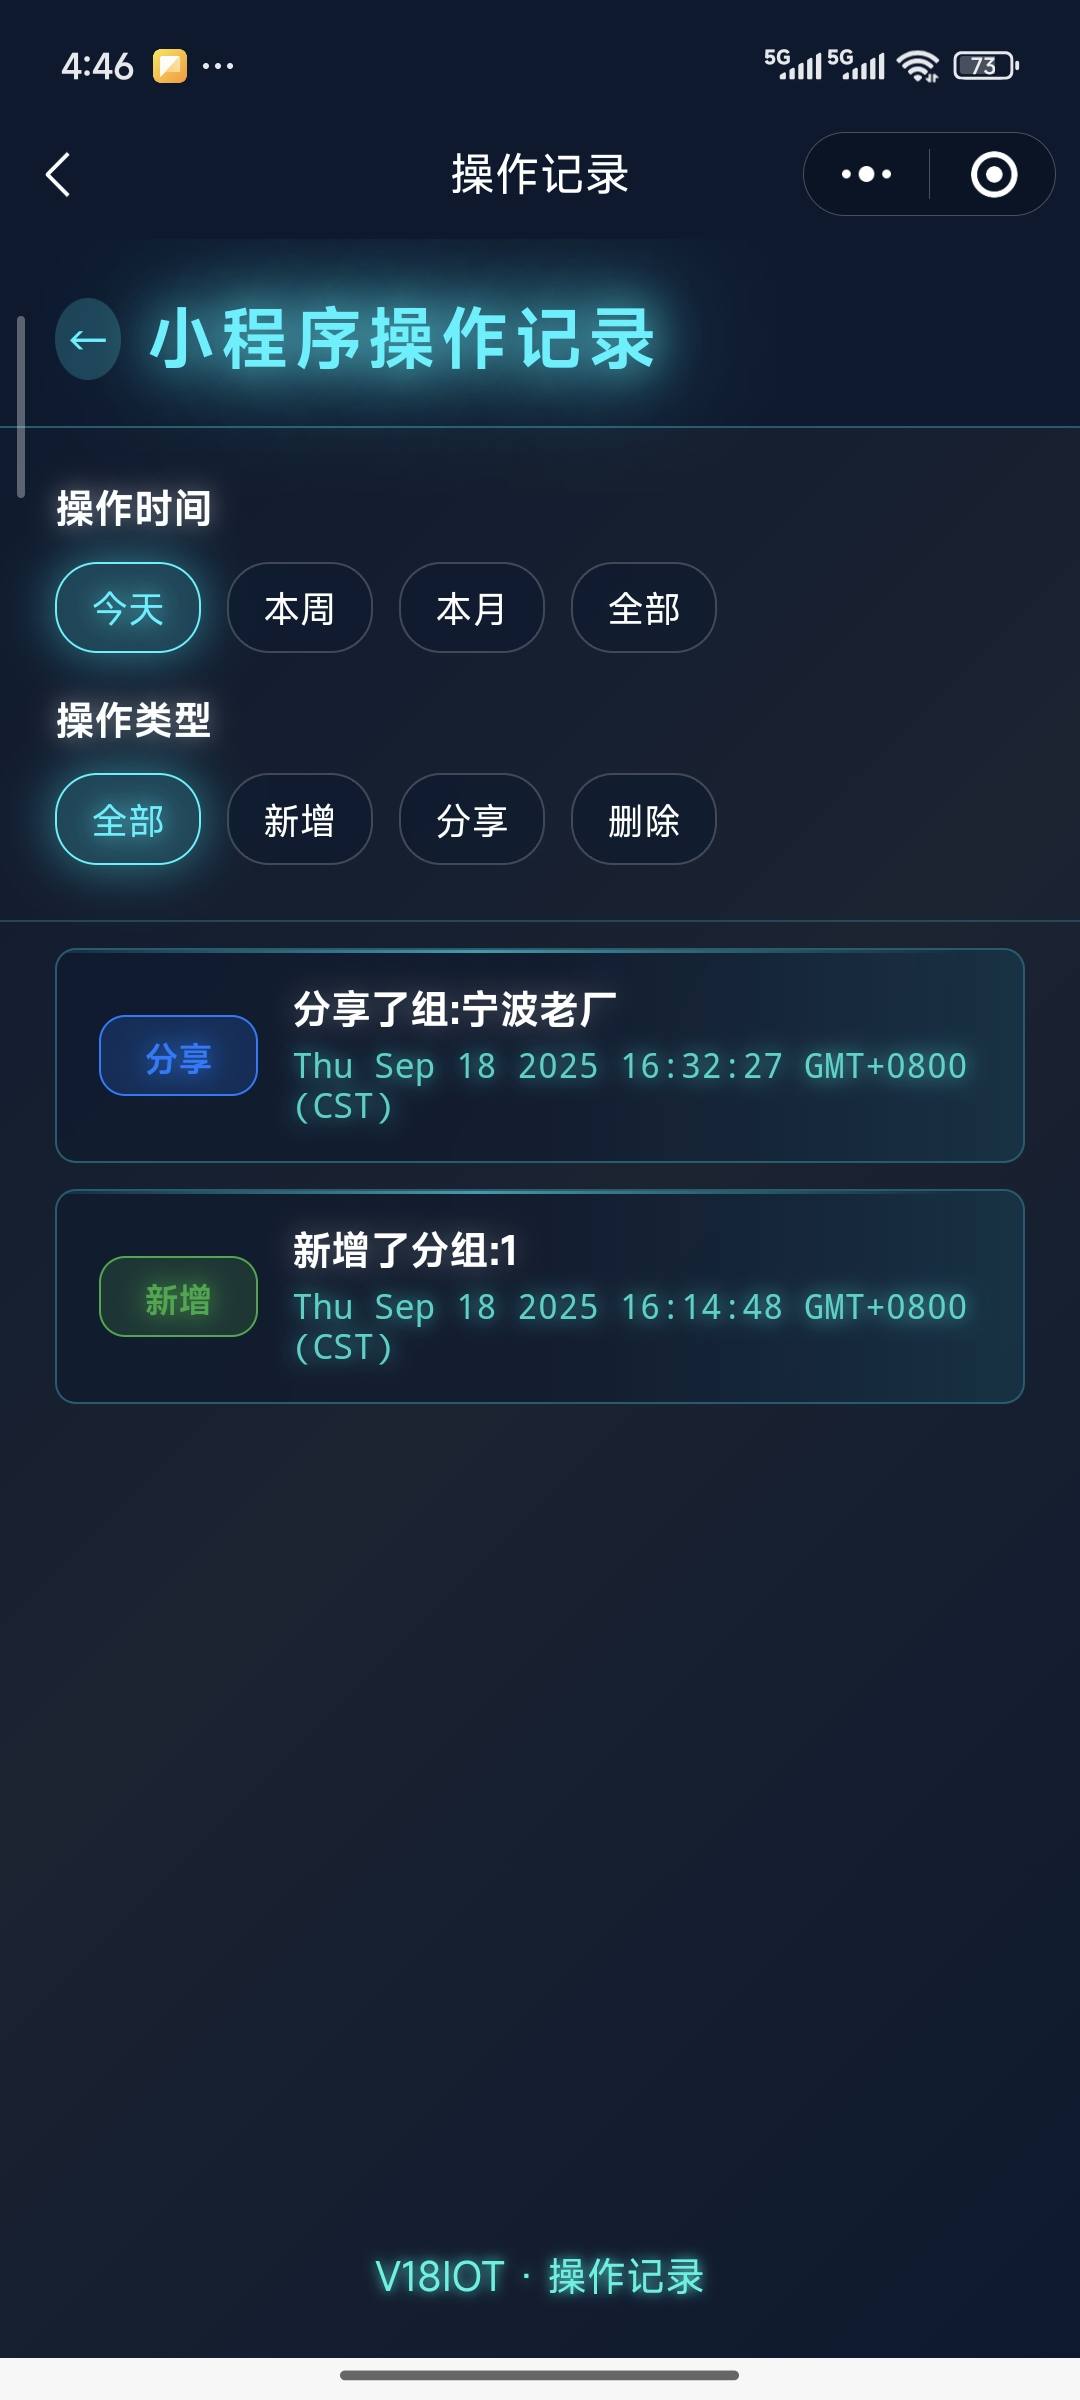 4:46
5G 5G 73
操作记录
← 小程序操作记录
操作时间
今天 本周 本月 全部
操作类型
全部 新增 分享 删除
分享了组:宁波老厂
分享
Thu Sep 18 2025 16:32:27 GMT+0800
(CST)
新增了分组:1
新增
Thu Sep 18 2025 16:14:48 GMT+0800
(CST)
V18IOT · 操作记录